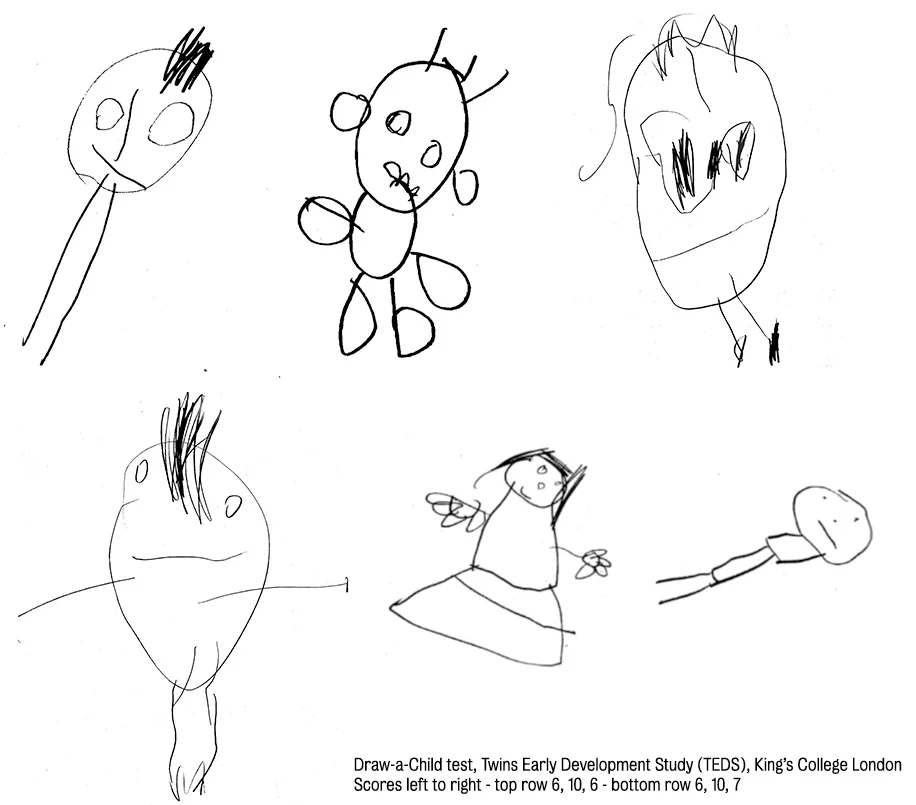 Draw-a-Child test, Twins Early Development Study (TEDS), King's College London
Scores left to right - top row 6, 10, 6 - bottom row 6, 10, 7